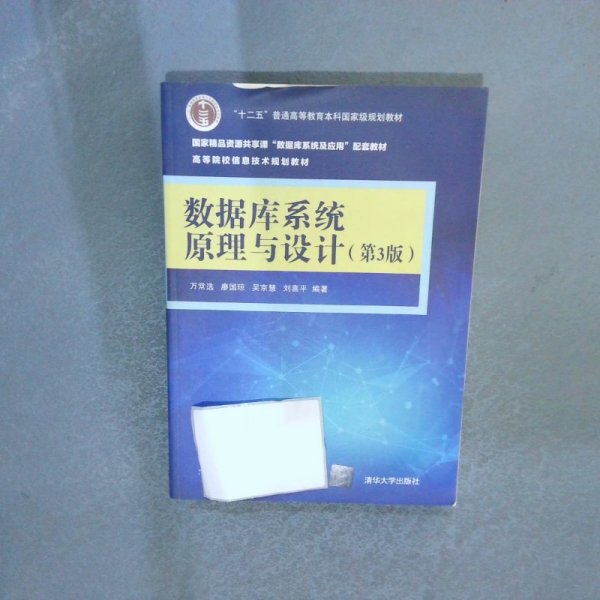 "十二五"普通高等教育本科国家级规划教材
国家精品资源共享课"数据库系统及应用"配套教材
高等院校信息技术规划教材
数据库系统
原理与设计（第3版）
万常选 廖国琼 吴京慧 刘喜平 编著
清华大学出版社